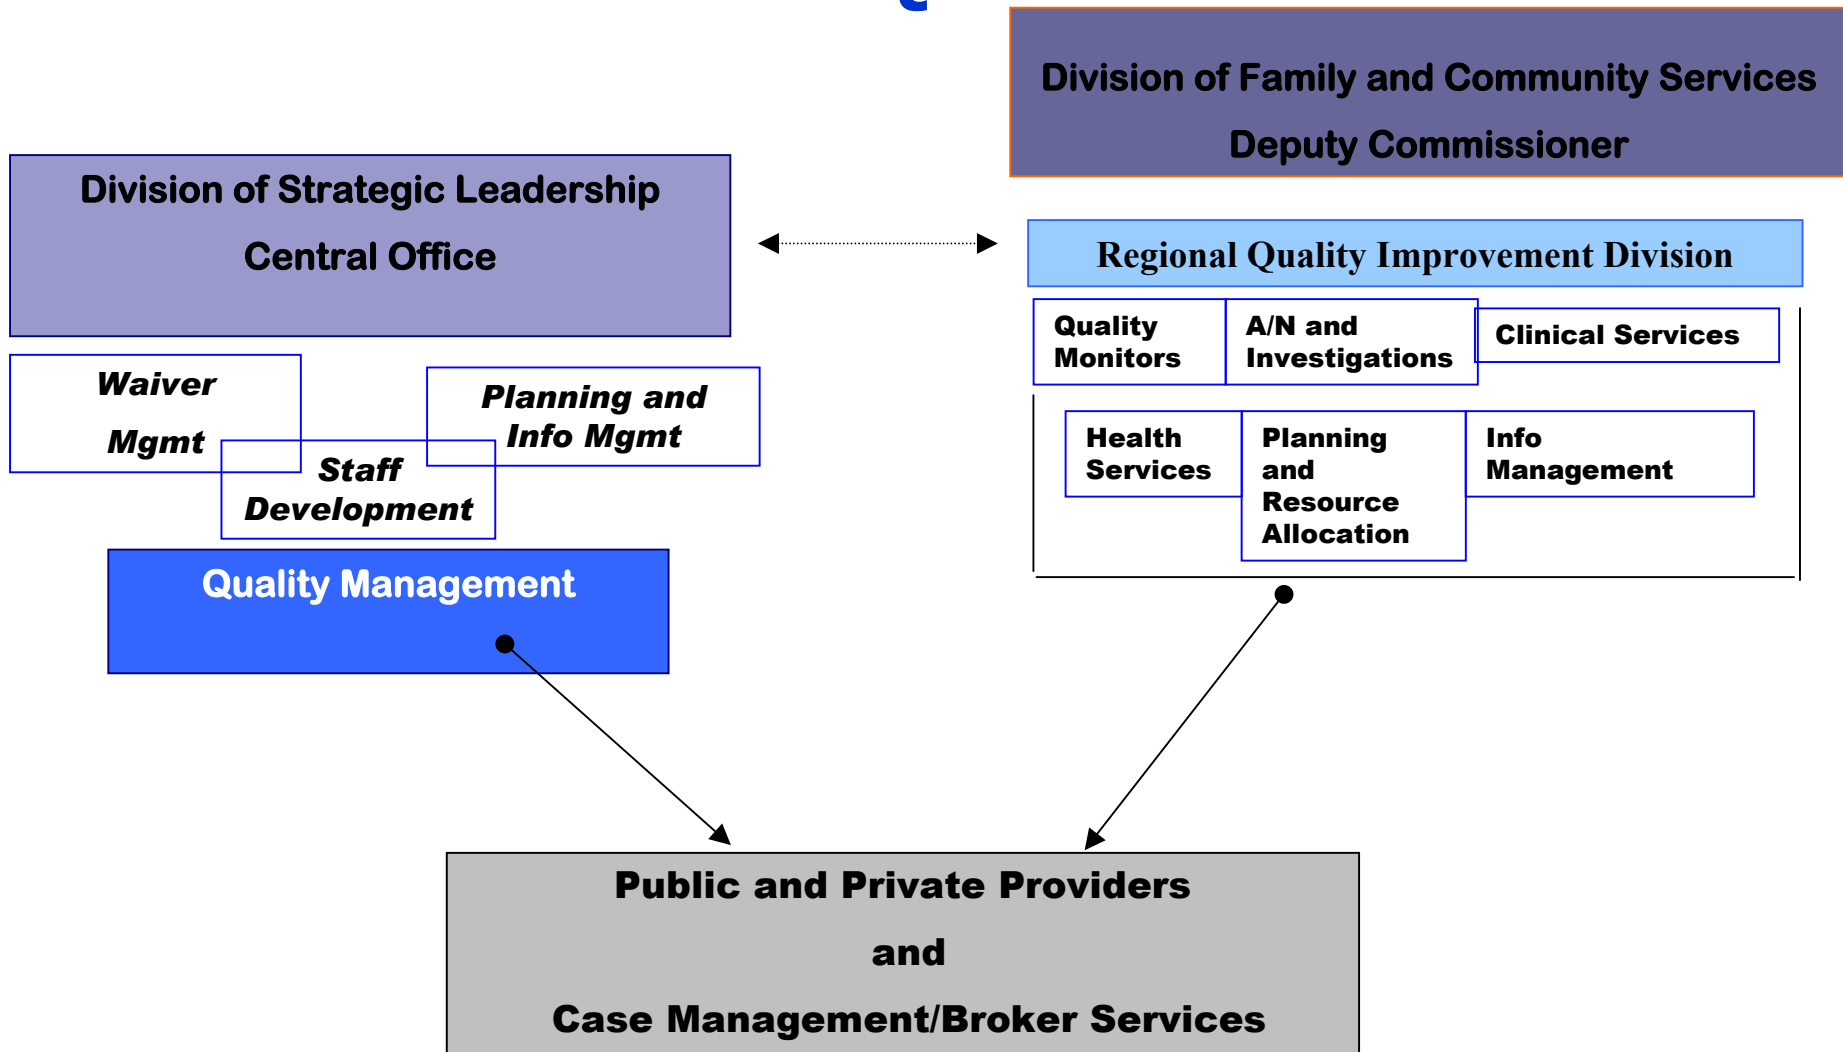 Division of Family and Community Services
Deputy Commissioner
Division of Strategic Leadership
Central Office
Regional Quality Improvement Division
Quality
Monitors
A/N and
Investigations
Clinical Services
Waiver
Mgmt
Planning and
Info Mgmt
Staff
Development
Health
Services
Planning
and
Resource
Allocation
Info
Management
Quality Management
Public and Private Providers
and
Case Management/Broker Services